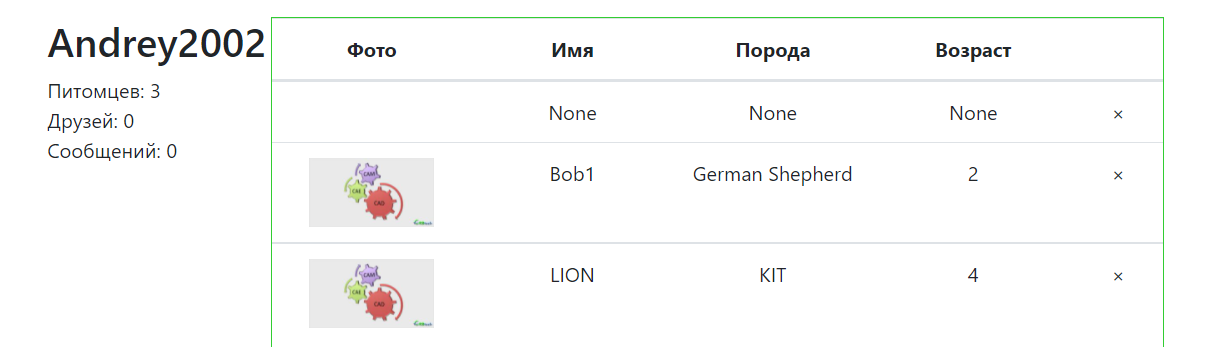 Andrey2002
Питомцев: 3
Друзей: 0
Сообщений: 0
Фото Имя Порода Возраст
None None None ×
CAM
CAE
CAD
Bob1 German Shepherd 2 ×
CAM
CAE
CAD
LION KIT 4 ×